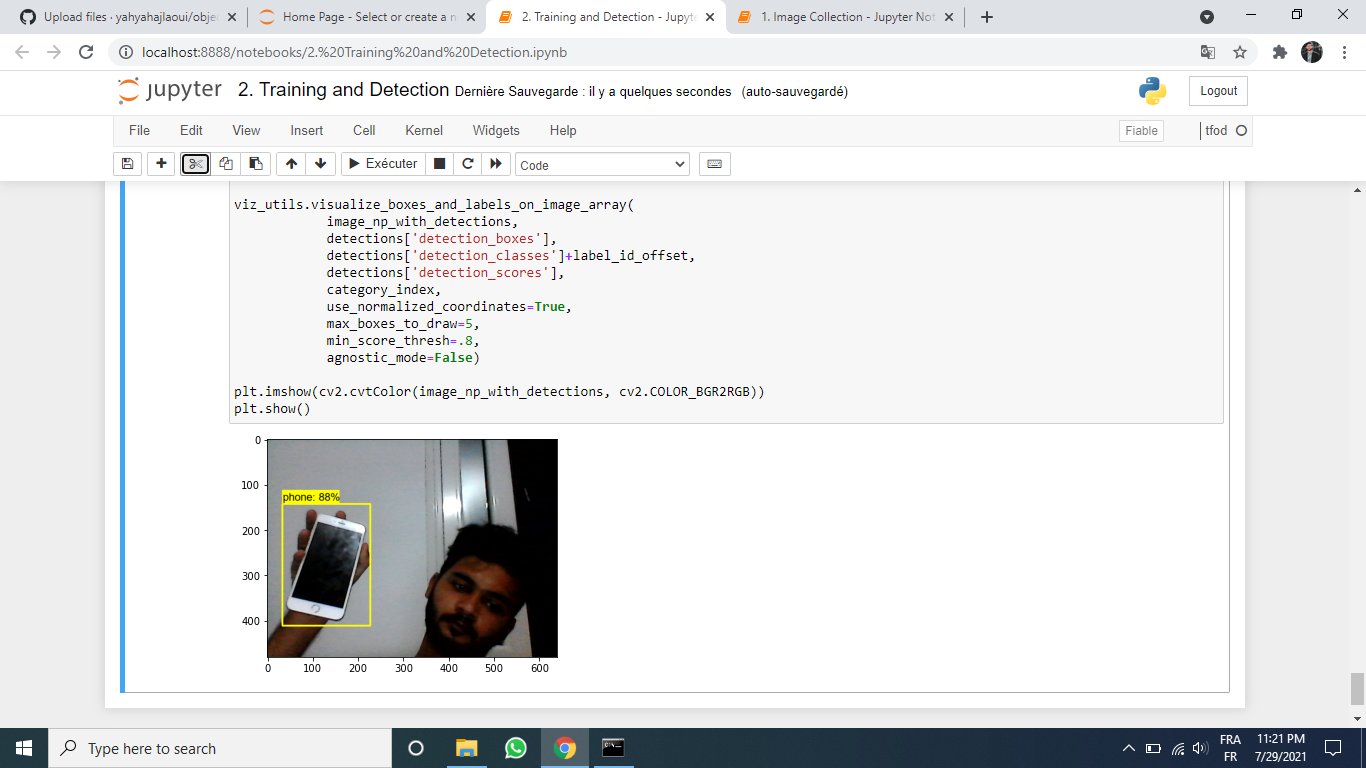 Upload files · yahyahajlaoui/obje
Home Page - Select or create a n
2. Training and Detection - Jupyt
1. Image Collection - Jupyter Not
localhost:8888/notebooks/2.%20Training%20and%20Detection.ipynb
jupyter 2. Training and Detection Dernière Sauvegarde : il y a quelques secondes (auto-sauvegardé)
Logout
File Edit View Insert Cell Kernel Widgets Help
Fiable
tfod
Exécuter
Code
viz_utils.visualize_boxes_and_labels_on_image_array(
image_np_with_detections,
detections['detection_boxes'],
detections['detection_classes']+label_id_offset,
detections['detection_scores'],
category_index,
use_normalized_coordinates=True,
max_boxes_to_draw=5,
min_score_thresh=.8,
agnostic_mode=False)
plt.imshow(cv2.cvtColor(image_np_with_detections, cv2.COLOR_BGR2RGB))
plt.show()
0
100
phone: 88%
200
300
400
0 100 200 300 400 500 600
Type here to search
FRA
FR
11:21 PM
7/29/2021